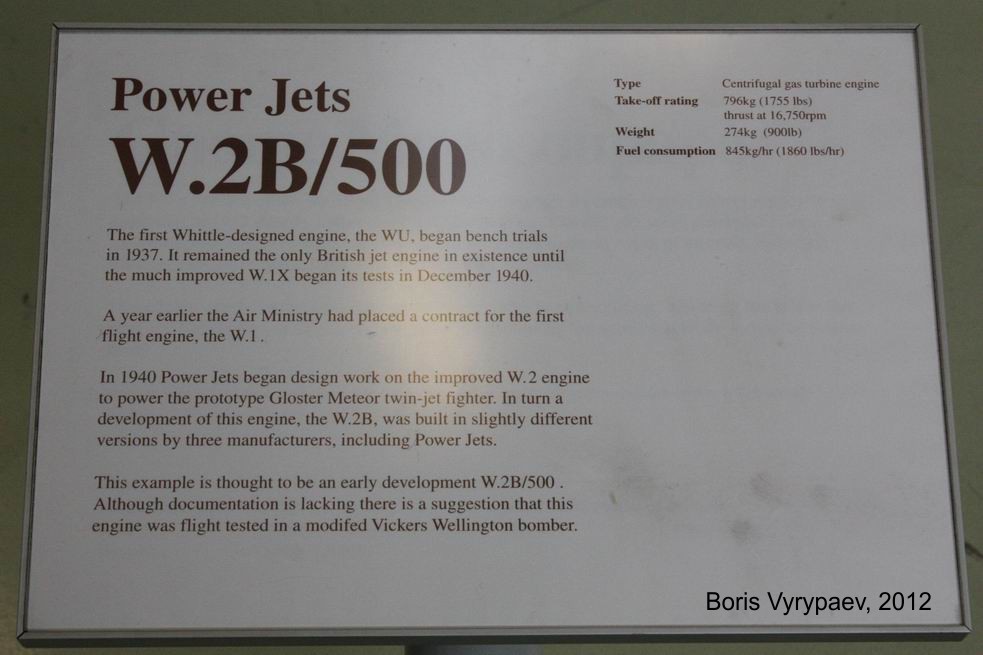 Power Jets
W.2B/500
Type Centrifugal gas turbine engine
Take-off rating 796kg (1755 lbs)
thrust at 16,750rpm
Weight 274kg (900lb)
Fuel consumption 845kg/hr (1860 lbs/hr)
The first Whittle-designed engine, the WU, began bench trials
in 1937. It remained the only British jet engine in existence until
the much improved W.1X began its tests in December 1940.
A year earlier the Air Ministry had placed a contract for the first
flight engine, the W.1.
In 1940 Power Jets began design work on the improved W.2 engine
to power the prototype Gloster Meteor twin-jet fighter. In turn a
development of this engine, the W.2B, was built in slightly different
versions by three manufacturers, including Power Jets.
This example is thought to be an early development W.2B/500 .
Although documentation is lacking there is a suggestion that this
engine was flight tested in a modifed Vickers Wellington bomber.
Boris Vyrypaev, 2012